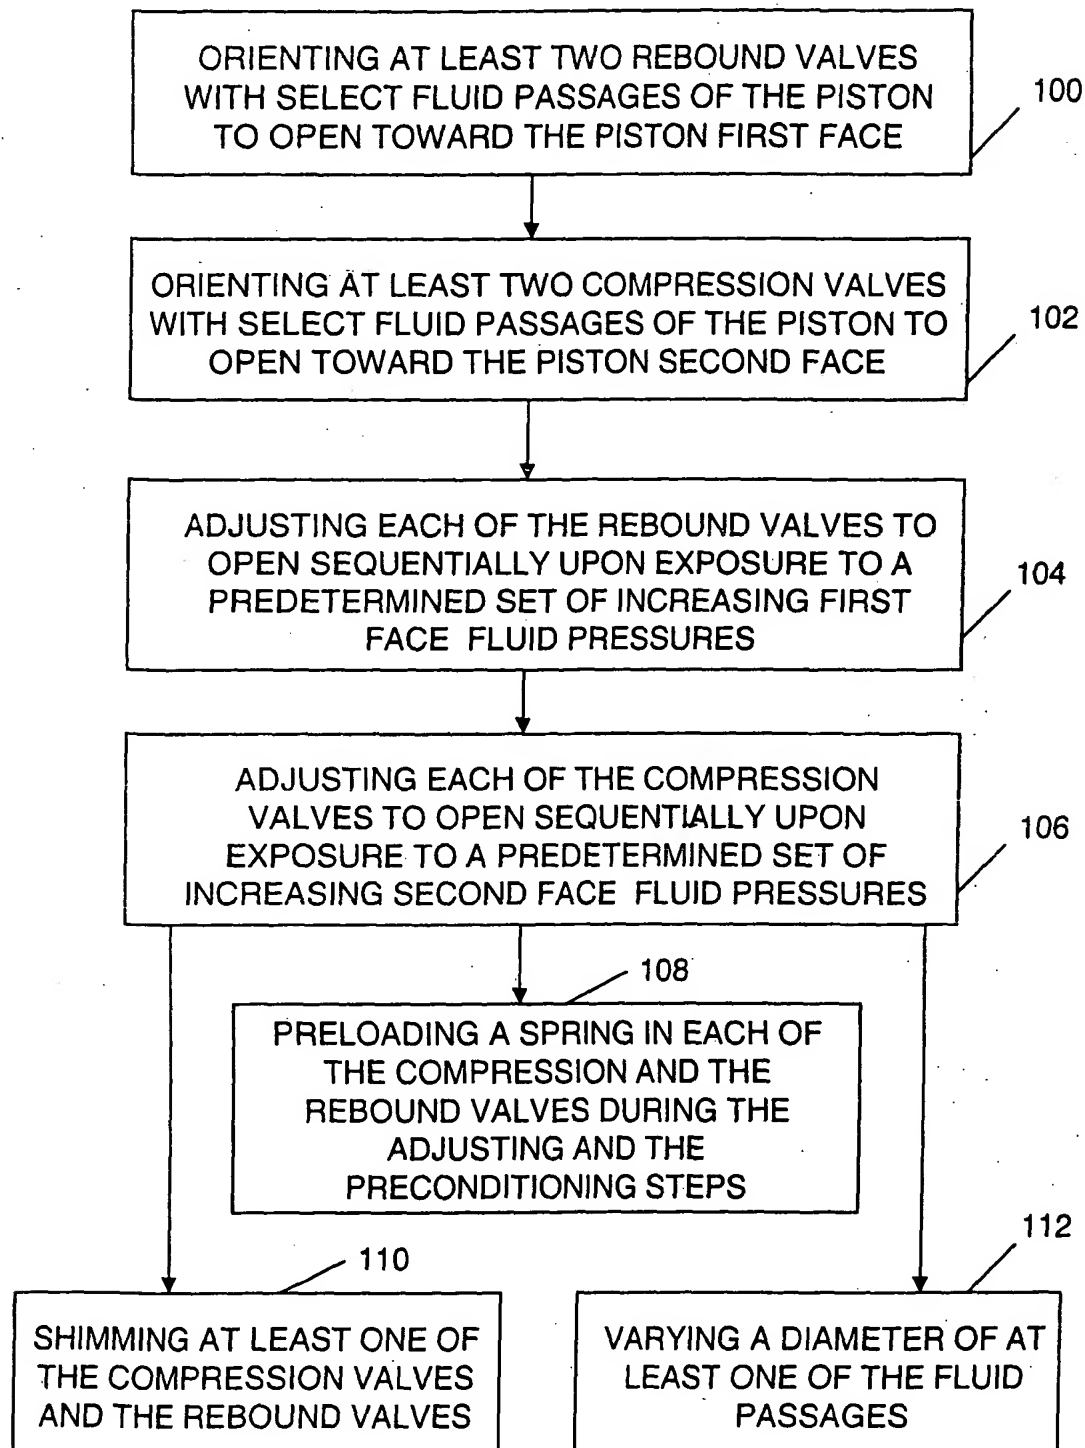 ORIENTING AT LEAST TWO REBOUND VALVES
WITH SELECT FLUID PASSAGES OF THE PISTON
TO OPEN TOWARD THE PISTON FIRST FACE
100
ORIENTING AT LEAST TWO COMPRESSION VALVES
WITH SELECT FLUID PASSAGES OF THE PISTON TO
OPEN TOWARD THE PISTON SECOND FACE
102
ADJUSTING EACH OF THE REBOUND VALVES TO
OPEN SEQUENTIALLY UPON EXPOSURE TO A
PREDETERMINED SET OF INCREASING FIRST
FACE FLUID PRESSURES
104
ADJUSTING EACH OF THE COMPRESSION
VALVES TO OPEN SEQUENTIALLY UPON
EXPOSURE TO A PREDETERMINED SET OF
INCREASING SECOND FACE FLUID PRESSURES
106
108
PRELOADING A SPRING IN EACH OF
THE COMPRESSION AND THE
REBOUND VALVES DURING THE
ADJUSTING AND THE
PRECONDITIONING STEPS
110
SHIMMING AT LEAST ONE OF
THE COMPRESSION VALVES
AND THE REBOUND VALVES
112
VARYING A DIAMETER OF AT
LEAST ONE OF THE FLUID
PASSAGES